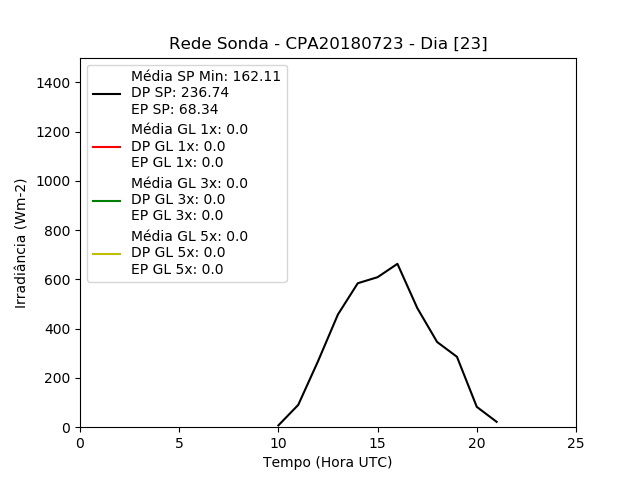 Rede Sonda - CPA20180723 - Dia [23]
Média SP Min: 162.11
DP SP: 236.74
EP SP: 68.34
Média GL 1x: 0.0
DP GL 1x: 0.0
EP GL 1x: 0.0
Média GL 3x: 0.0
DP GL 3x: 0.0
EP GL 3x: 0.0
Média GL 5x: 0.0
DP GL 5x: 0.0
EP GL 5x: 0.0
Irradiância (Wm-2)
1400
1200
1000
800
600
400
200
0
0 5 10 15 20 25
Tempo (Hora UTC)